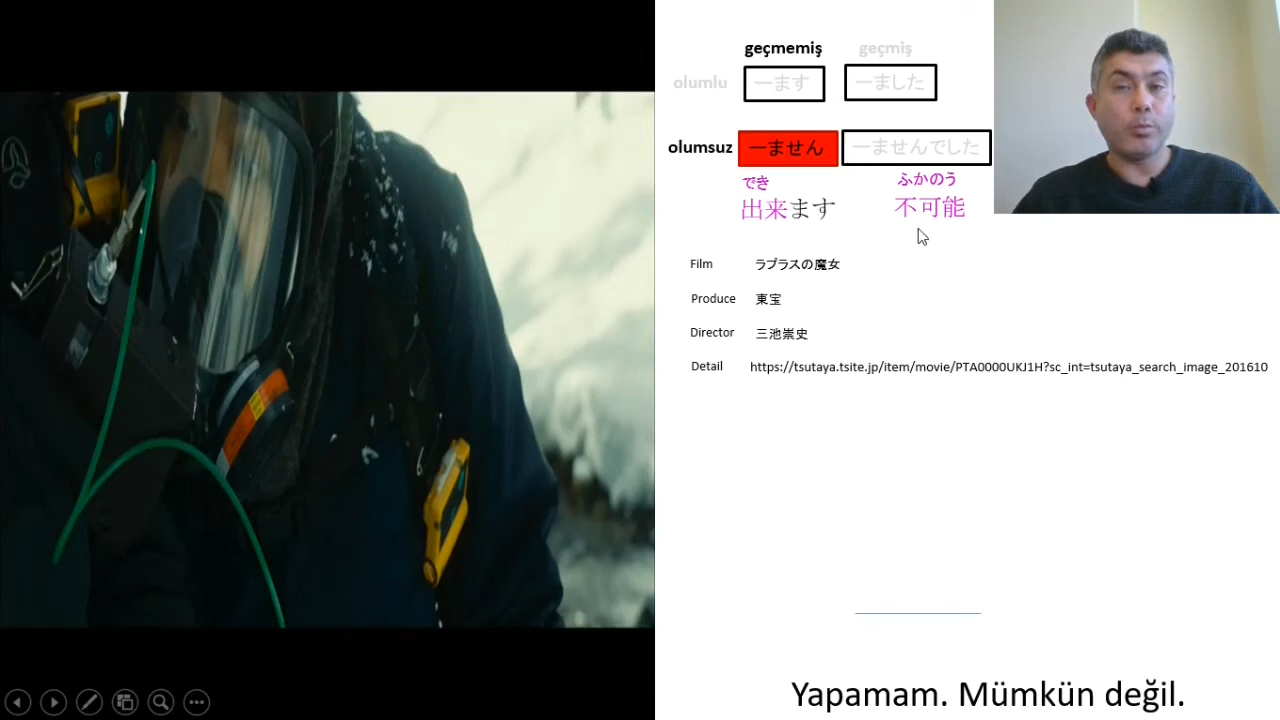 geçmemiş geçmiş
olumlu ーます ーました
olumsuz ーません ーませんでした
でき ふかのう
出来ます 不可能
Film ラプラスの魔女
Produce 東宝
Director 三池崇史
Detail https://tsutaya.tsite.jp/item/movie/PTA0000UKJ1H?sc_int=tsutaya_search_image_201610
Yapamam. Mümkün değil.